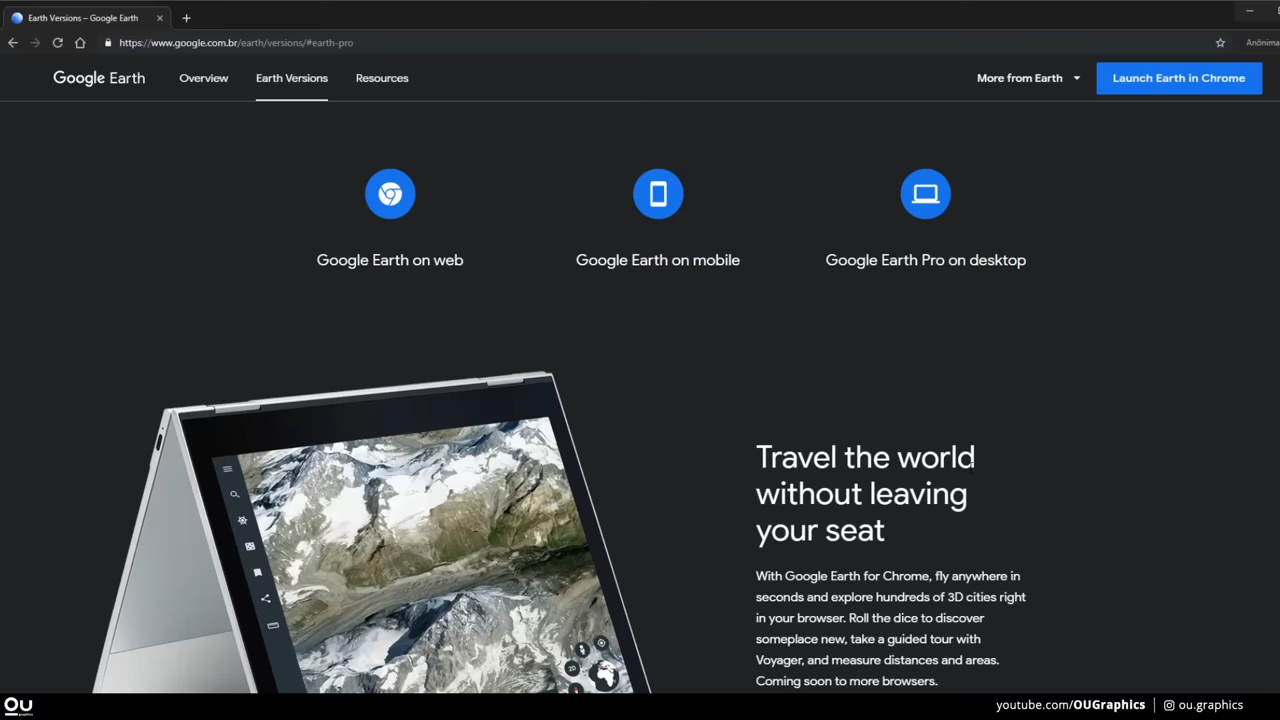 Earth Versions – Google Earth
https://www.google.com.br/earth/versions/#earth-pro
Anônima
Google Earth
Overview
Earth Versions
Resources
More from Earth
Launch Earth in Chrome
Google Earth on web
Google Earth on mobile
Google Earth Pro on desktop
Travel the world
without leaving
your seat
With Google Earth for Chrome, fly anywhere in
seconds and explore hundreds of 3D cities right
in your browser. Roll the dice to discover
someplace new, take a guided tour with
Voyager, and measure distances and areas.
Coming soon to more browsers.
OU
graphics
youtube.com/OUGraphics
ou.graphics